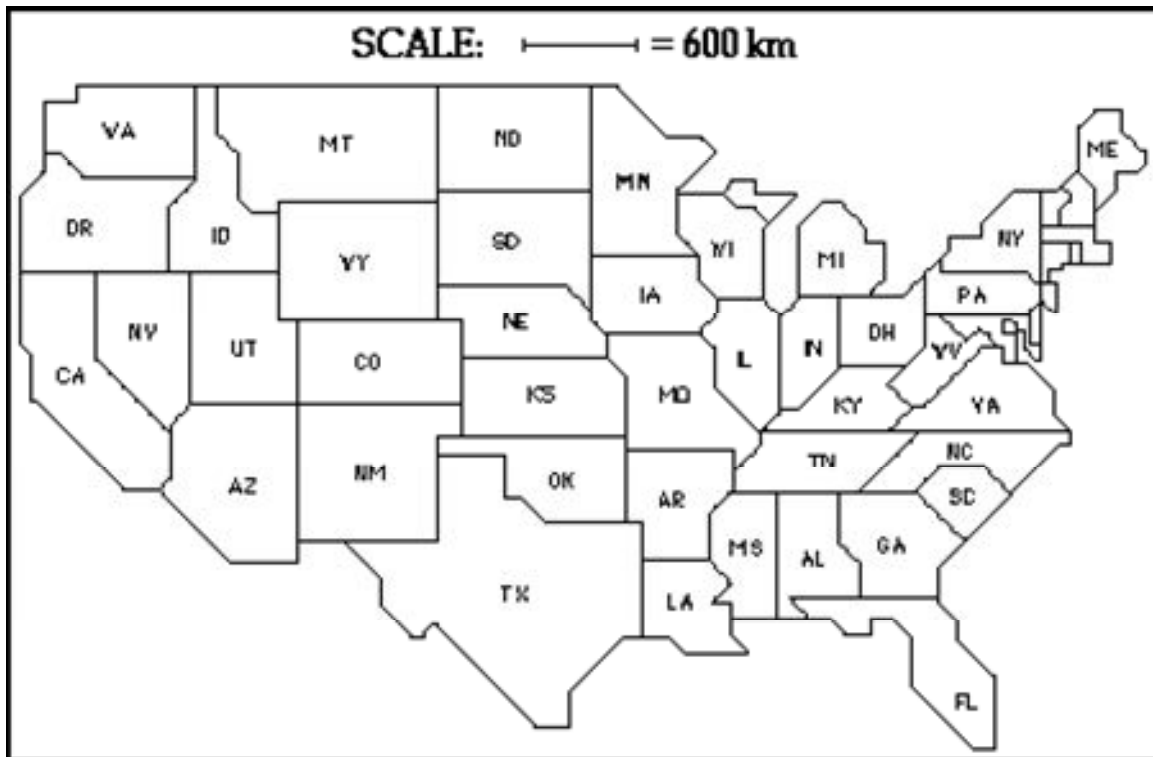 SCALE: = 600 km
WA
MT
ND
MN
ME
OR
ID
WY
SD
WI
MI
NY
NV
UT
CO
NE
IA
IL
IN
OH
PA
CA
KS
MO
KY
WV
VA
AZ
NM
OK
AR
TN
NC
SC
TX
LA
MS
AL
GA
FL